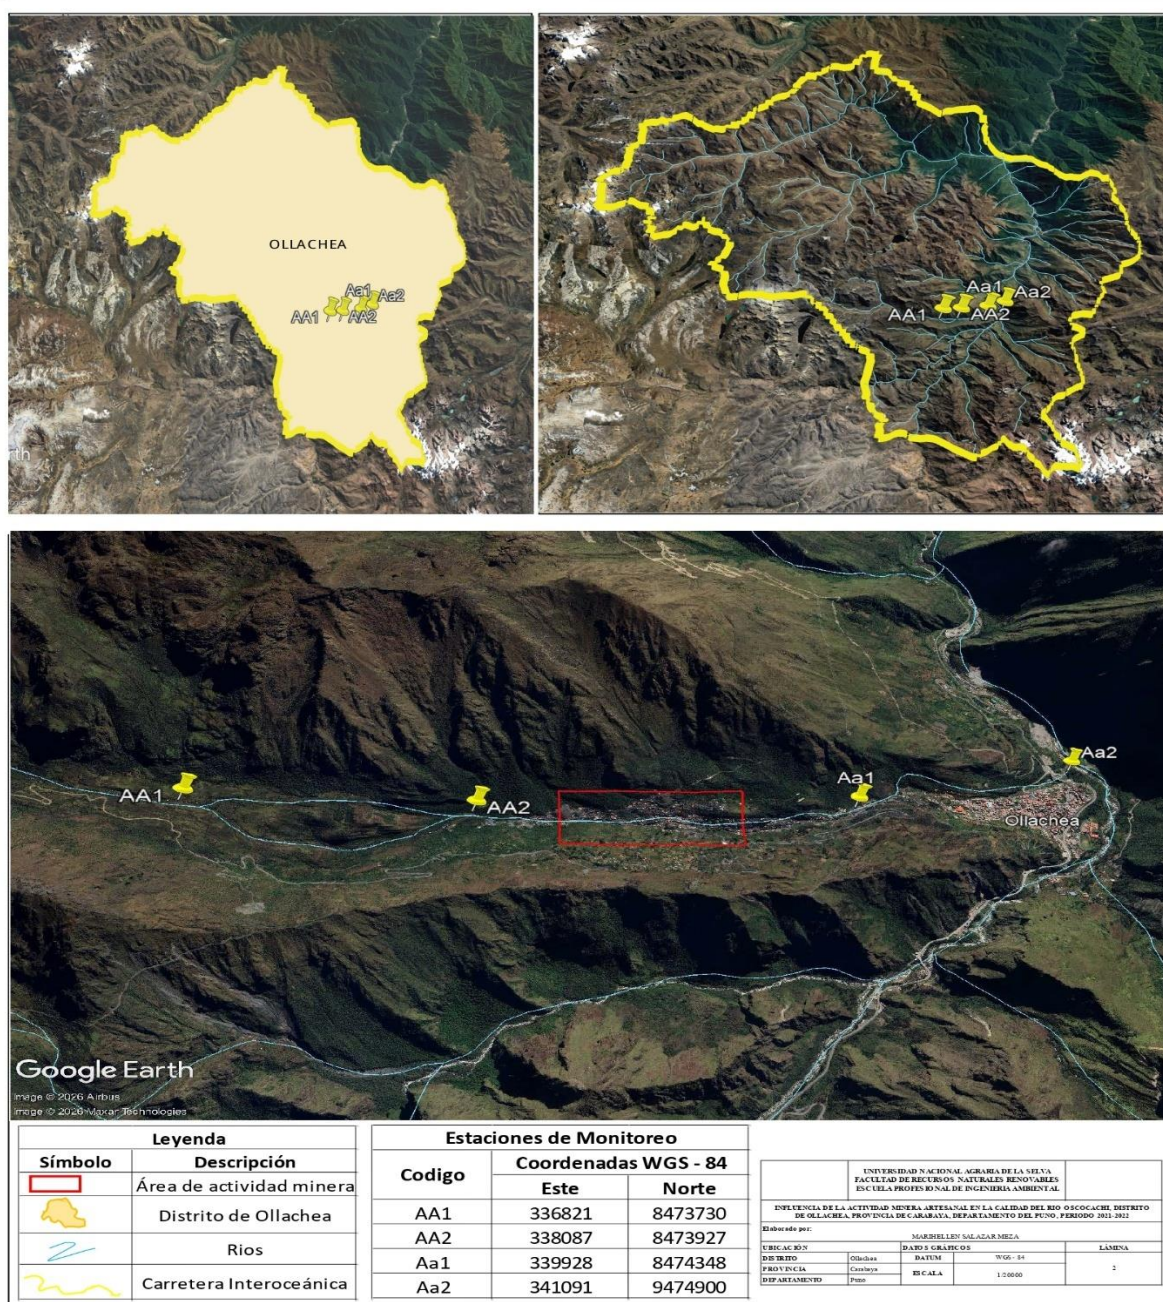 OLLACHEA
Aa1
Aa2
AA1
AA2
rth
Aa1
Aa2
AA1
AA2
AA1
AA2
Aa1
Aa2
Ollachea
Google Earth
Image © 2026 Airbus
Image © 2026 Maxar Technologies
Leyenda
Símbolo Descripción
Área de actividad minera
Distrito de Ollachea
Rios
Carretera Interoceánica
Estaciones de Monitoreo
Codigo Coordenadas WGS - 84
Este Norte
AA1 336821 8473730
AA2 338087 8473927
Aa1 339928 8474348
Aa2 341091 9474900
UNIVERSIDAD NACIONAL AGRARIA DE LA SELVA
FACULTAD DE RECURSOS NATURALES RENOVABLES
ESCUELA PROFESIONAL DE INGENIERIA AMBIENTAL
INFLUENCIA DE LA ACTIVIDAD MINERA ARTESANAL EN LA CALIDAD DEL RIO OSCOCACHI, DISTRITO
DE OLLACHEA, PROVINCIA DE CARABAYA, DEPARTAMENTO DEL PUNO, PERIODO 2021-2022
Elaborado por:
MARIHELLEN SALAZAR MEZA
UBICACIÓN DATOS GRÁFICOS LÁMINA
DISTRITO Ollachea DATUM WGS - 84
PROVINCIA Carabaya ESCALA 2
DEPARTAMENTO Puno